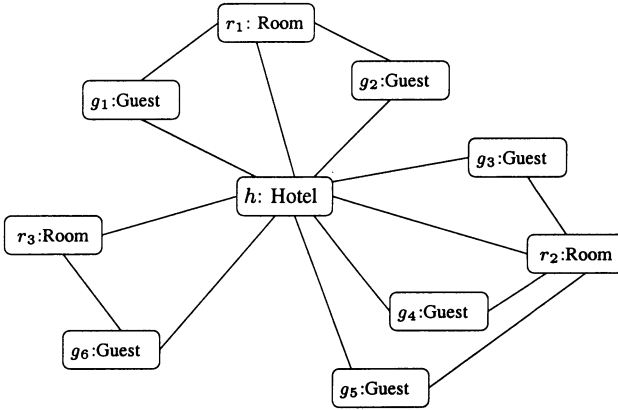 r₁: Room
g₁:Guest
g₂:Guest
g₃:Guest
h: Hotel
r₃:Room
r₂:Room
g₄:Guest
g₆:Guest
g₅:Guest